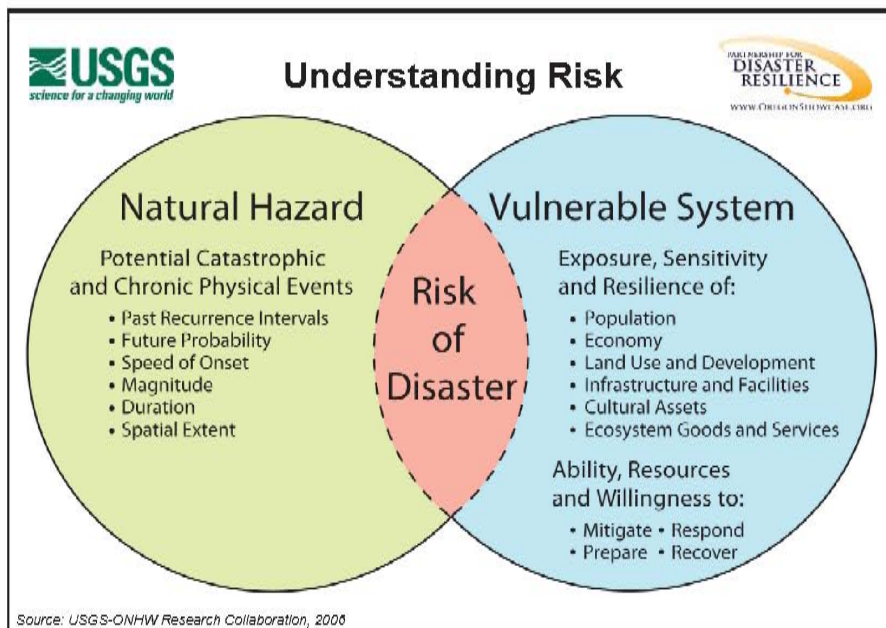 USGS
science for a changing world
Understanding Risk
PARTNERSHIP FOR
DISASTER
RESILIENCE
WWW.OREGONSHOWCASE.ORG
Natural Hazard
Potential Catastrophic
and Chronic Physical Events
• Past Recurrence Intervals
• Future Probability
• Speed of Onset
• Magnitude
• Duration
• Spatial Extent
Risk
of
Disaster
Vulnerable System
Exposure, Sensitivity
and Resilience of:
• Population
• Economy
• Land Use and Development
• Infrastructure and Facilities
• Cultural Assets
• Ecosystem Goods and Services
Ability, Resources
and Willingness to:
• Mitigate • Respond
• Prepare • Recover
Source: USGS-ONHW Research Collaboration, 2006